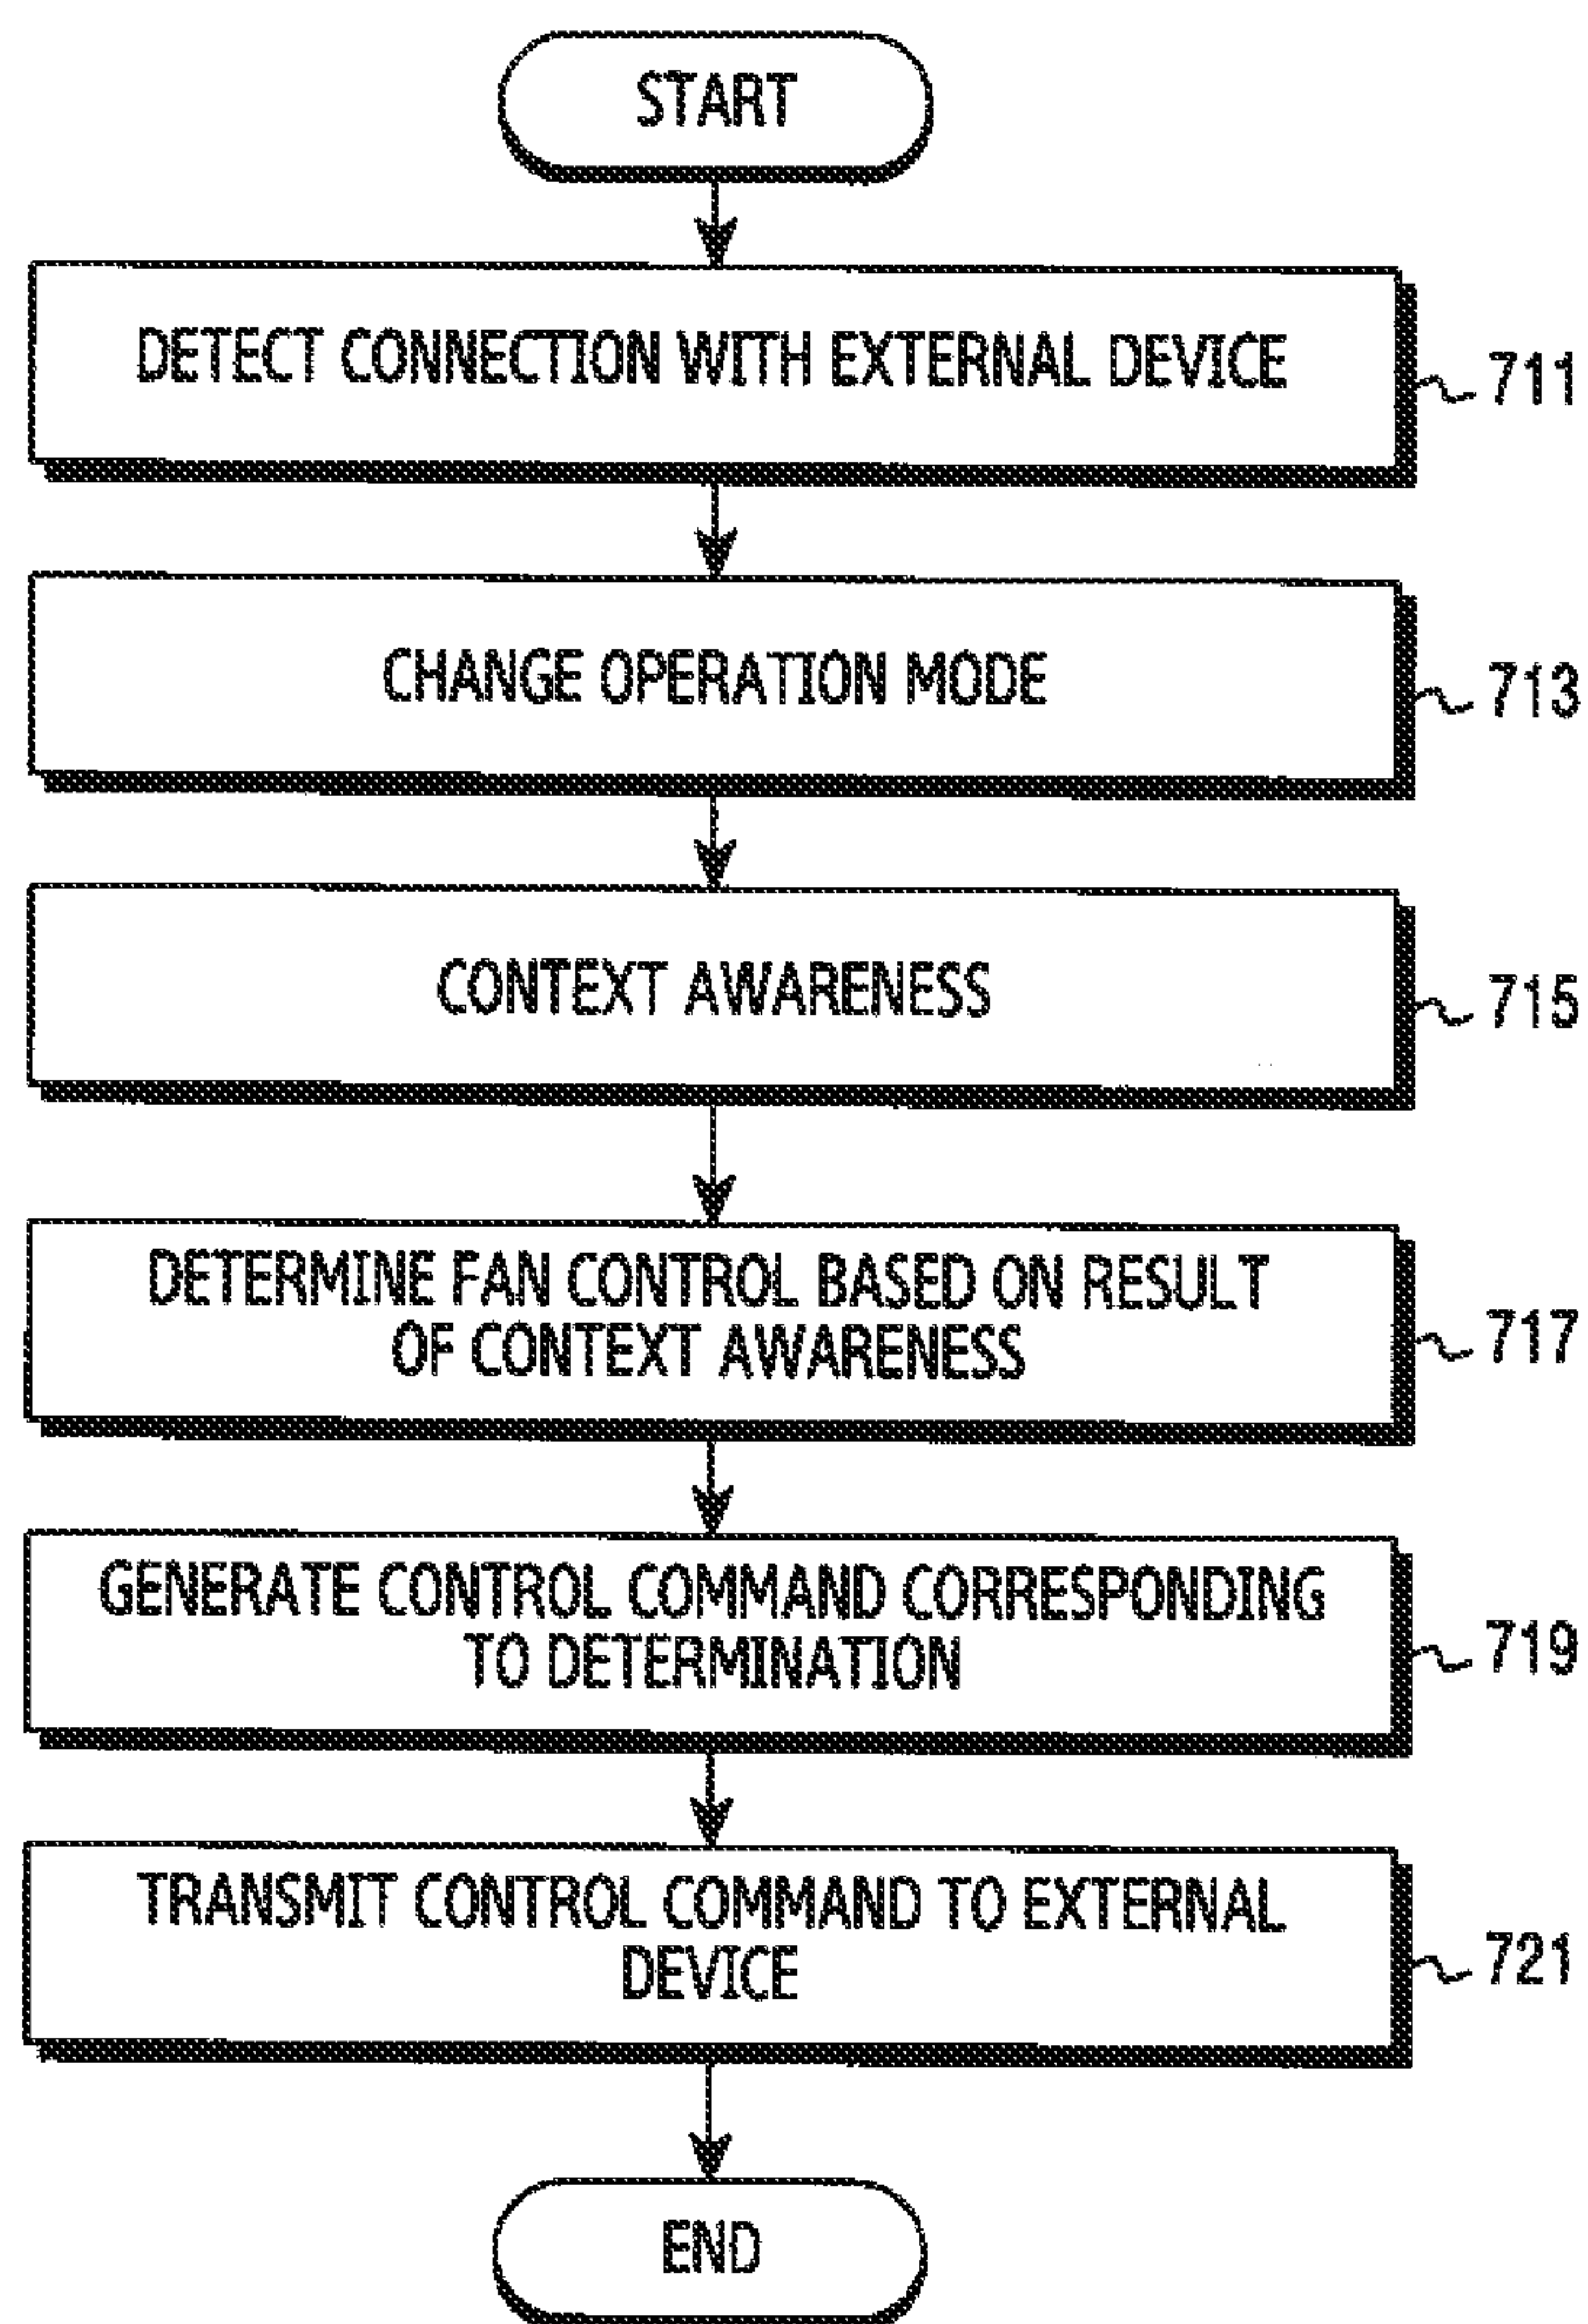 START
DETECT CONNECTION WITH EXTERNAL DEVICE
711
CHANGE OPERATION MODE
713
CONTEXT AWARENESS
715
DETERMINE FAN CONTROL BASED ON RESULT
OF CONTEXT AWARENESS
717
GENERATE CONTROL COMMAND CORRESPONDING
TO DETERMINATION
719
TRANSMIT CONTROL COMMAND TO EXTERNAL
DEVICE
721
END